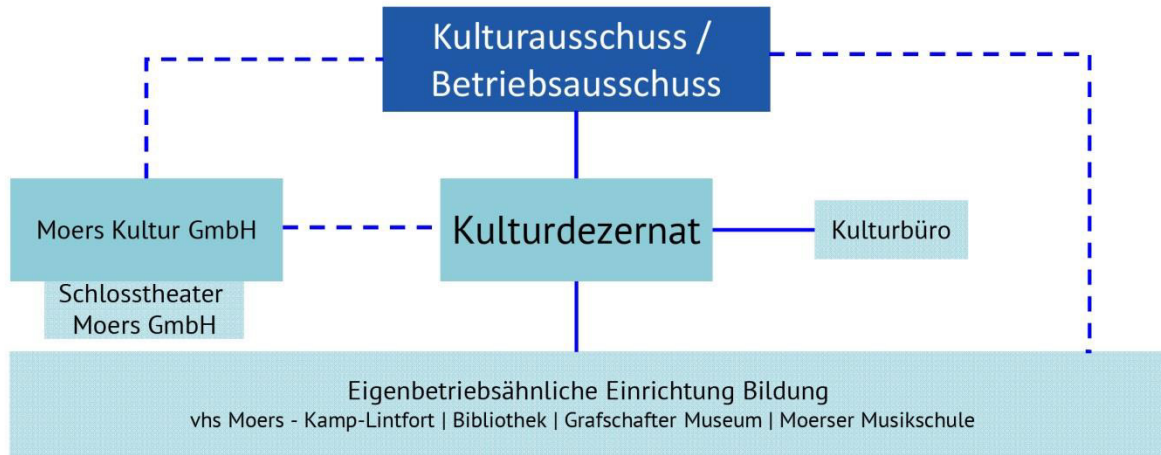 Kulturausschuss /
Betriebsausschuss
Moers Kultur GmbH
Kulturdezernat
Kulturbüro
Schlosstheater
Moers GmbH
Eigenbetriebsähnliche Einrichtung Bildung
vhs Moers - Kamp-Lintfort | Bibliothek | Grafschafter Museum | Moerser Musikschule